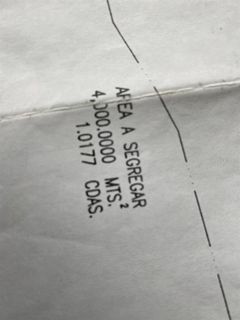 AREA A SEGREGAR
4,000.0000 MTS.²
1.0177 CDAS.